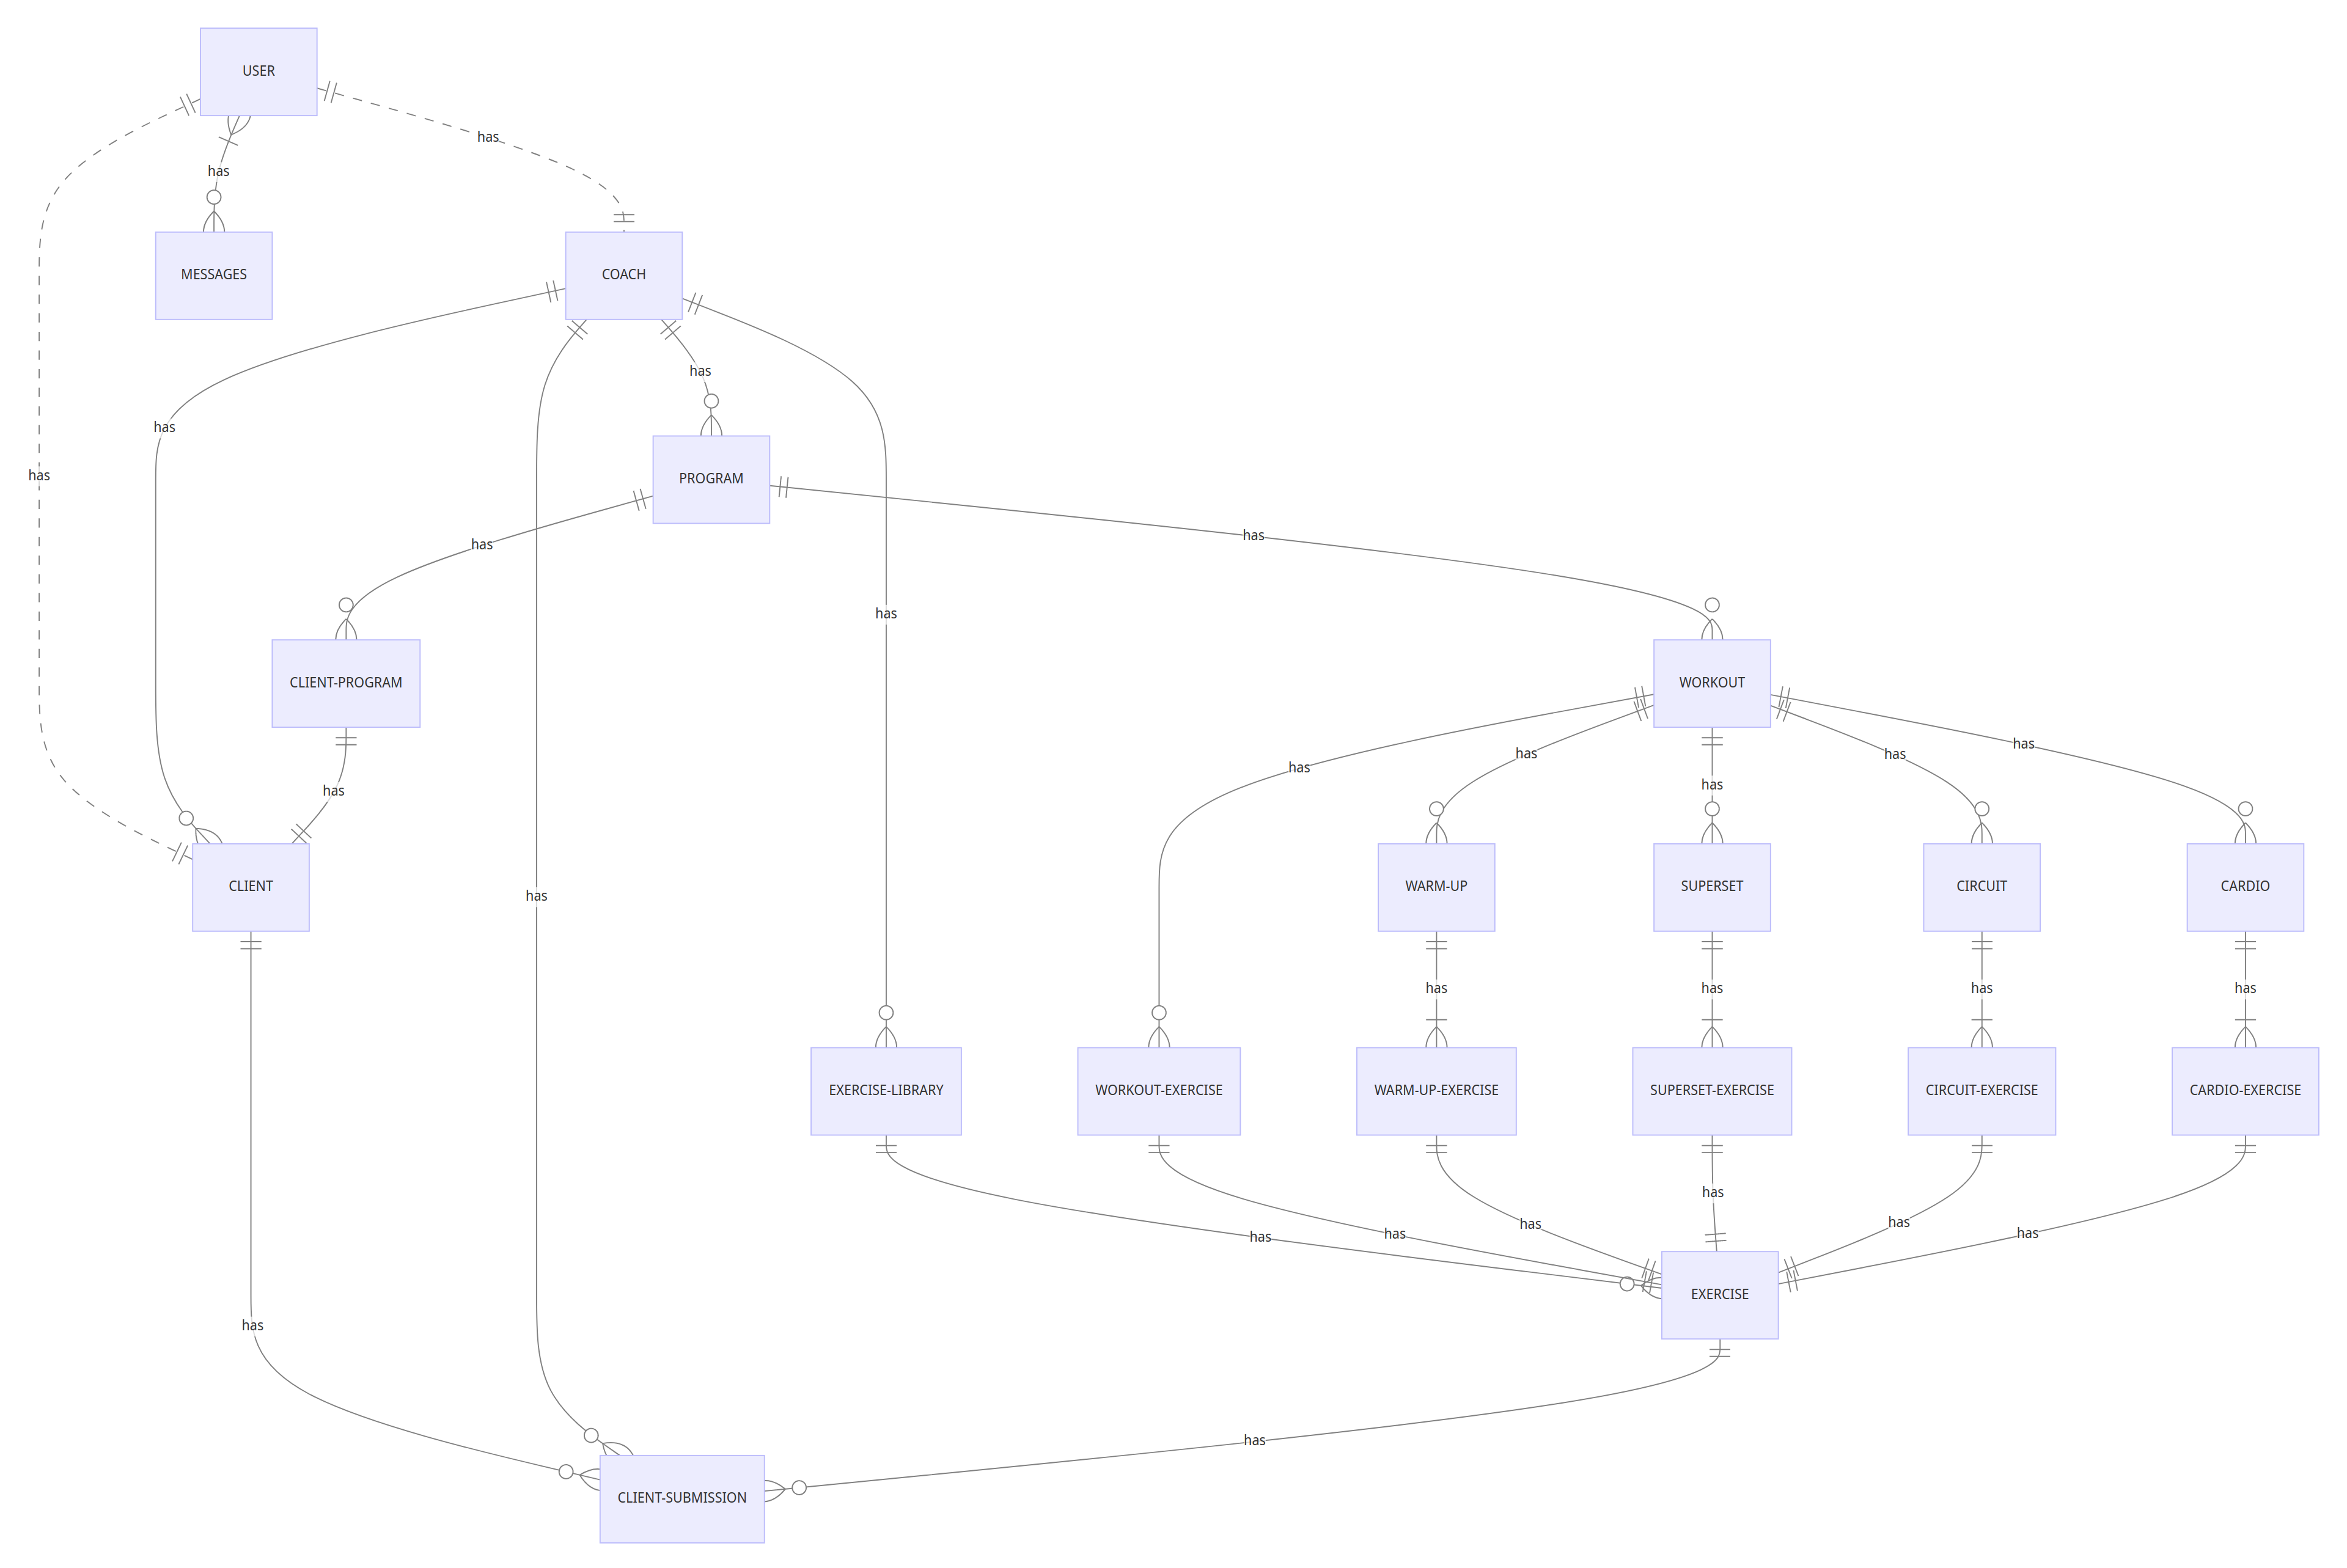 USER
has
has
MESSAGES
COACH
has
has
has
PROGRAM
has
has
has
has
CLIENT-PROGRAM
WORKOUT
has
has
has
has
has
has
CLIENT
WARM-UP
SUPERSET
CIRCUIT
CARDIO
has
has
has
has
has
EXERCISE-LIBRARY
WORKOUT-EXERCISE
WARM-UP-EXERCISE
SUPERSET-EXERCISE
CIRCUIT-EXERCISE
CARDIO-EXERCISE
has
has
has
has
has
has
EXERCISE
has
has
CLIENT-SUBMISSION